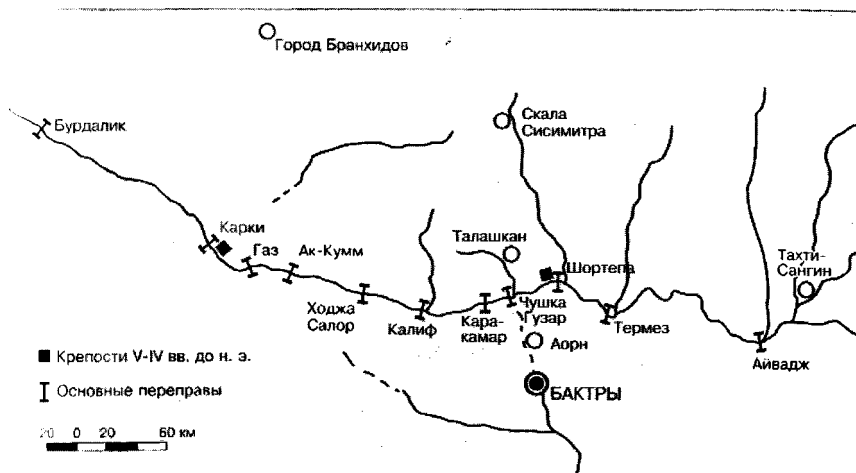 Город Бранхидов
Бурдалик
Скала
Сисимитра
Карки
Газ
Ак-Кумм
Талашкан
Шортепа
Тахти-
Сангин
Ходжа
Салор
Калиф
Кара-
камар
Чушка
Гузар
Термез
Аорн
Айвадж
БАКТРЫ
Крепости V-IV вв. до н. э.
Основные переправы
20 0 20 60 км